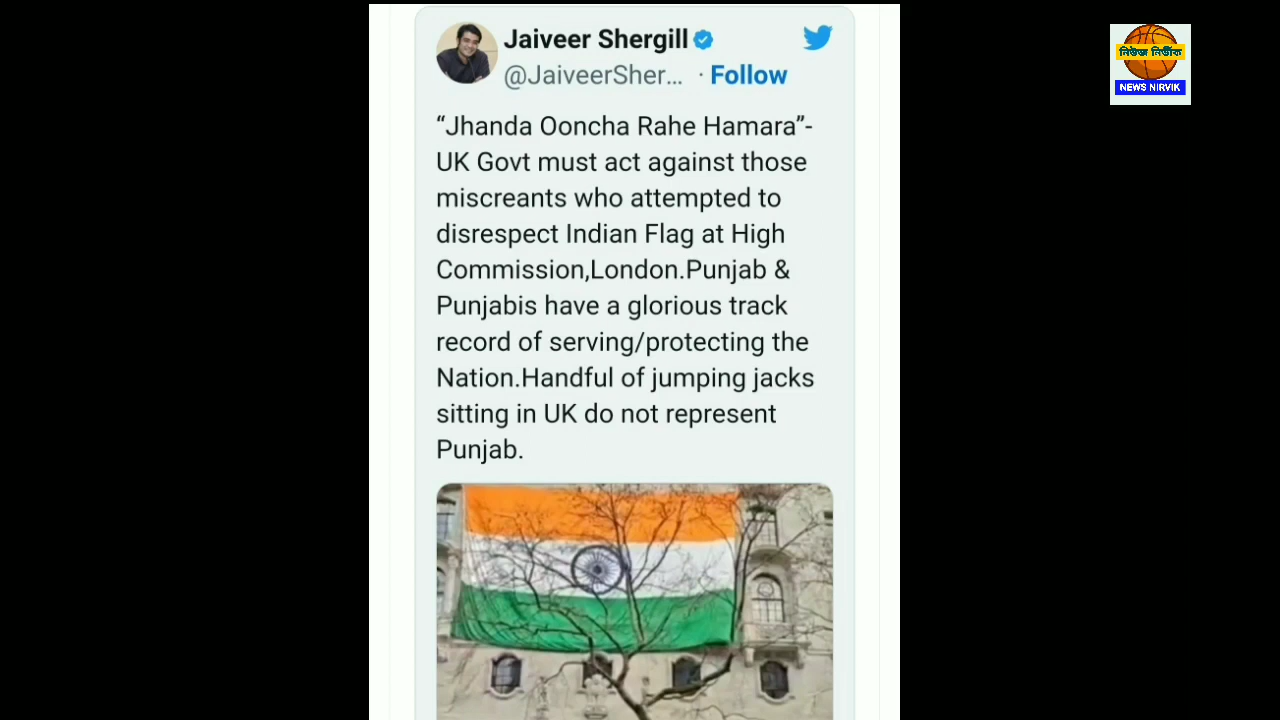 Jaiveer Shergill
@JaiveerSher... · Follow
“Jhanda Ooncha Rahe Hamara”-
UK Govt must act against those
miscreants who attempted to
disrespect Indian Flag at High
Commission,London.Punjab &
Punjabis have a glorious track
record of serving/protecting the
Nation.Handful of jumping jacks
sitting in UK do not represent
Punjab.
নিউজ নির্ভীক
NEWS NIRVIK